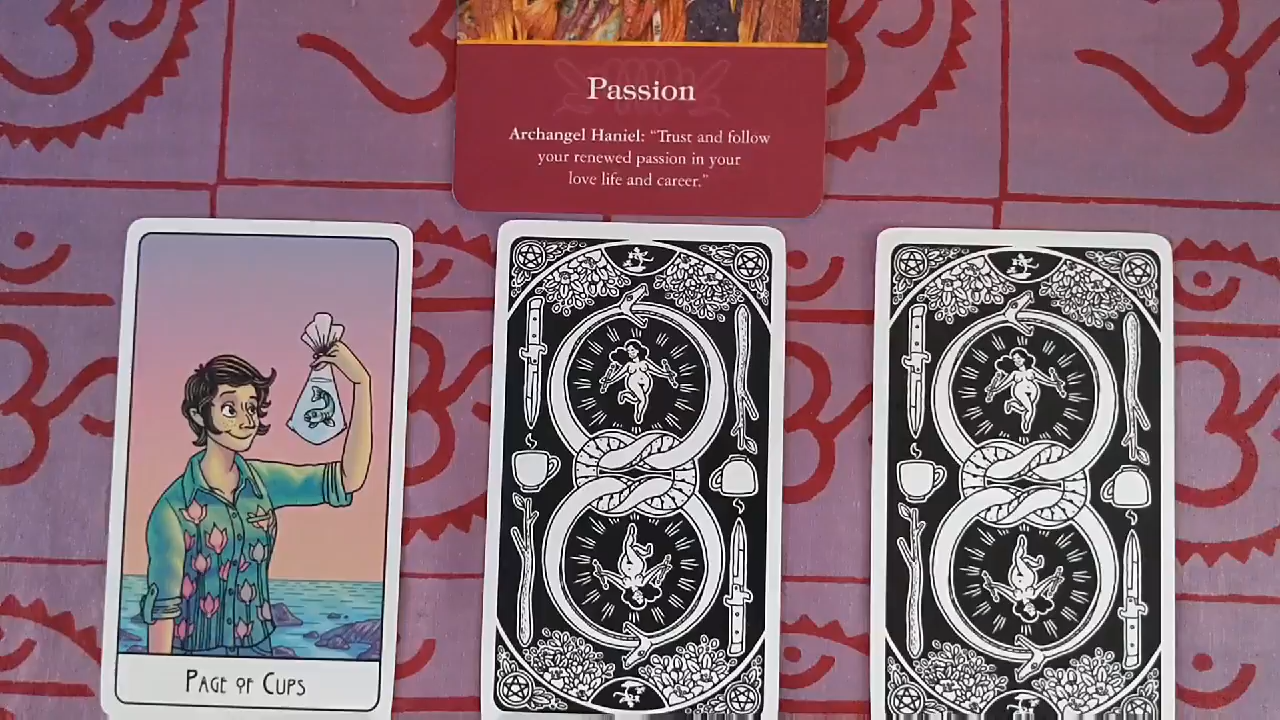 Passion
Archangel Haniel: “Trust and follow
your renewed passion in your
love life and career.”
PAGE OF CUPS